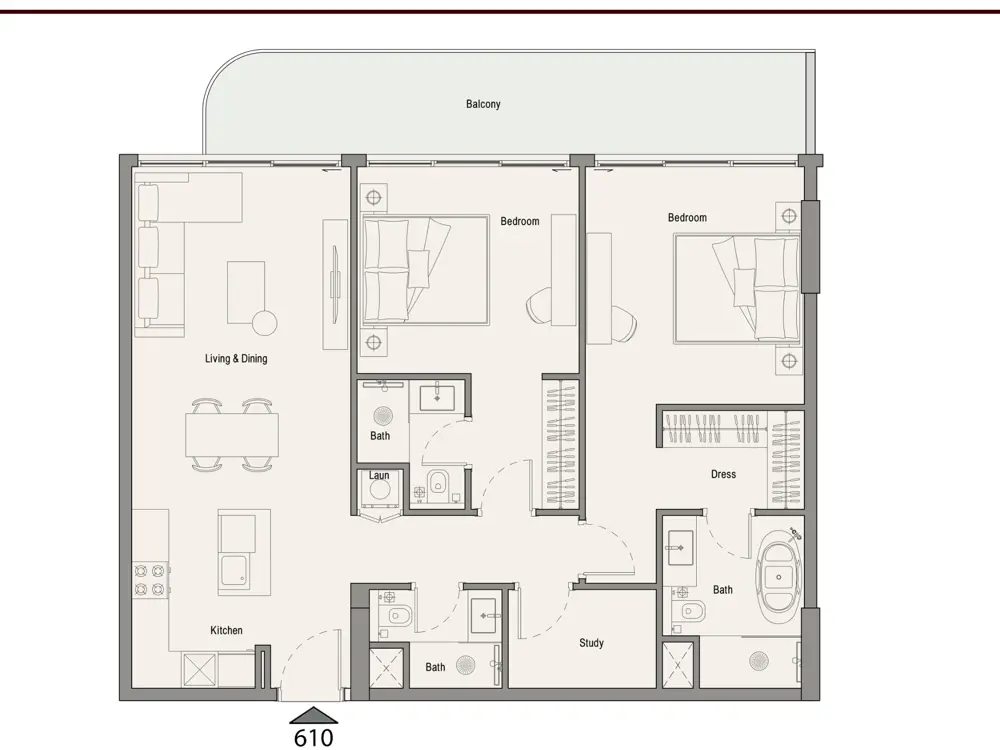 Balcony
Bedroom
Bedroom
Living & Dining
Bath
Laun
Dress
Bath
Kitchen
Study
Bath
610